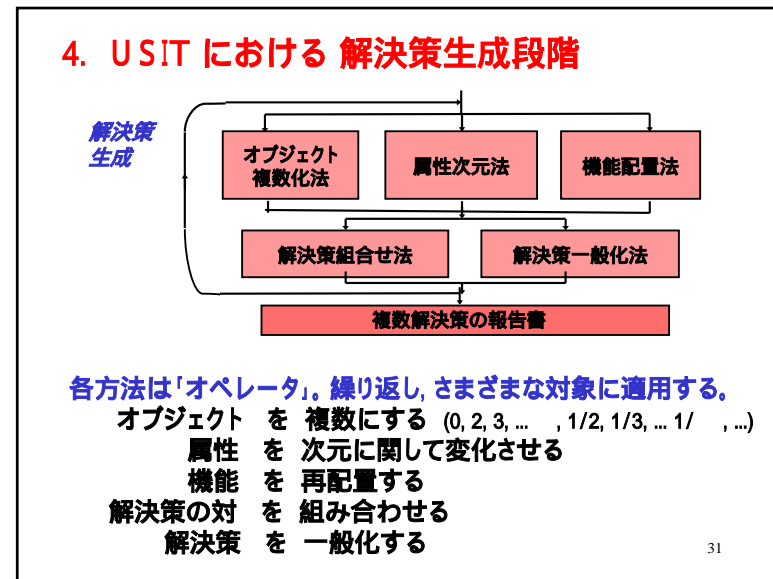 4. USIT における 解決策生成段階
解決策
生成
オブジェクト
複数化法
属性次元法
機能配置法
解決策組合せ法
解決策一般化法
複数解決策の報告書
各方法は「オペレータ」。繰り返し, さまざまな対象に適用する。
オブジェクト を 複数にする (0, 2, 3, … , 1/2, 1/3, … 1/ , …)
属性 を 次元に関して変化させる
機能 を 再配置する
解決策の対 を 組み合わせる
解決策 を 一般化する
31